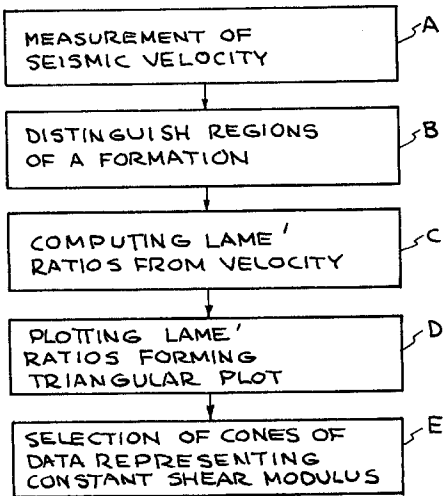 MEASUREMENT OF
SEISMIC VELOCITY
A
DISTINGUISH REGIONS
OF A FORMATION
B
COMPUTING LAME'
RATIOS FROM VELOCITY
C
PLOTTING LAME'
RATIOS FORMING
TRIANGULAR PLOT
D
SELECTION OF CONES OF
DATA REPRESENTING
CONSTANT SHEAR MODULUS
E